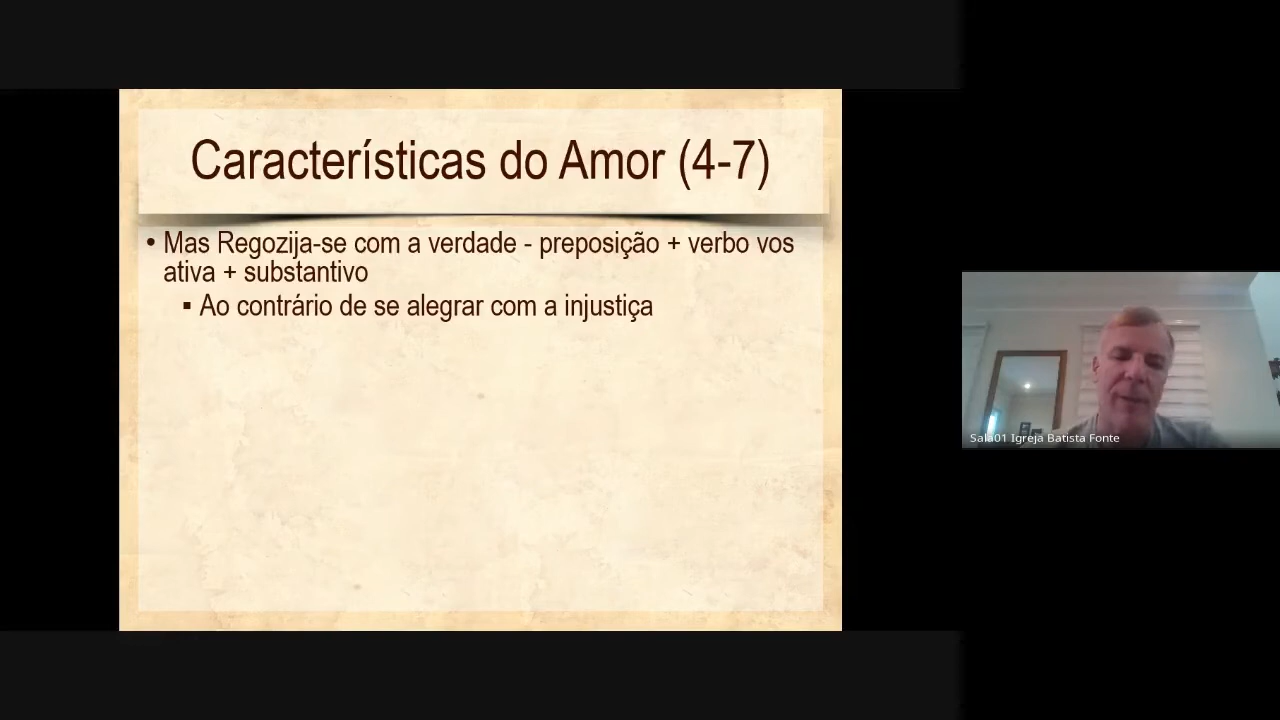 Características do Amor (4-7)
• Mas Regozija-se com a verdade - preposição + verbo vos
ativa + substantivo
▪ Ao contrário de se alegrar com a injustiça
Sala01 Igreja Batista Fonte